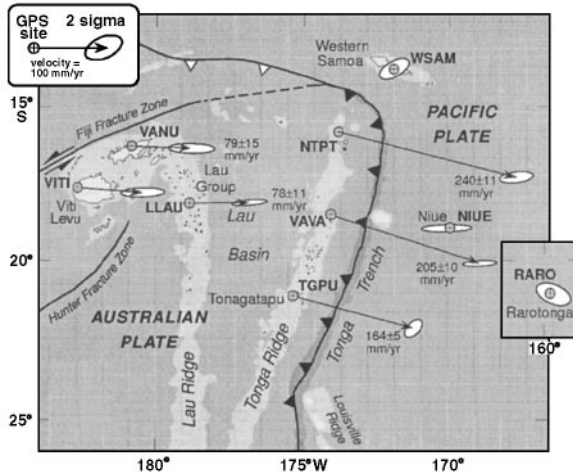 GPS
site
2 sigma
velocity =
100 mm/yr
Western
Samoa
WSAM
15°
S
Fiji Fracture Zone
PACIFIC
PLATE
VANU
NTPT
79±15
mm/yr
VITI
Lau
Group
240±11
mm/yr
78±11
mm/yr
Viti
Levu
LLAU
Lau
VAVA
Niue
NIUE
Basin
205±10
mm/yr
RARO
Rarotonga
20°
Hunter Fracture Zone
TGPU
Tongatapu
Trench
AUSTRALIAN
PLATE
164±5
mm/yr
160°
Tonga
Lau Ridge
Tonga Ridge
Louisville
Ridge
25°
180°
175°W
170°